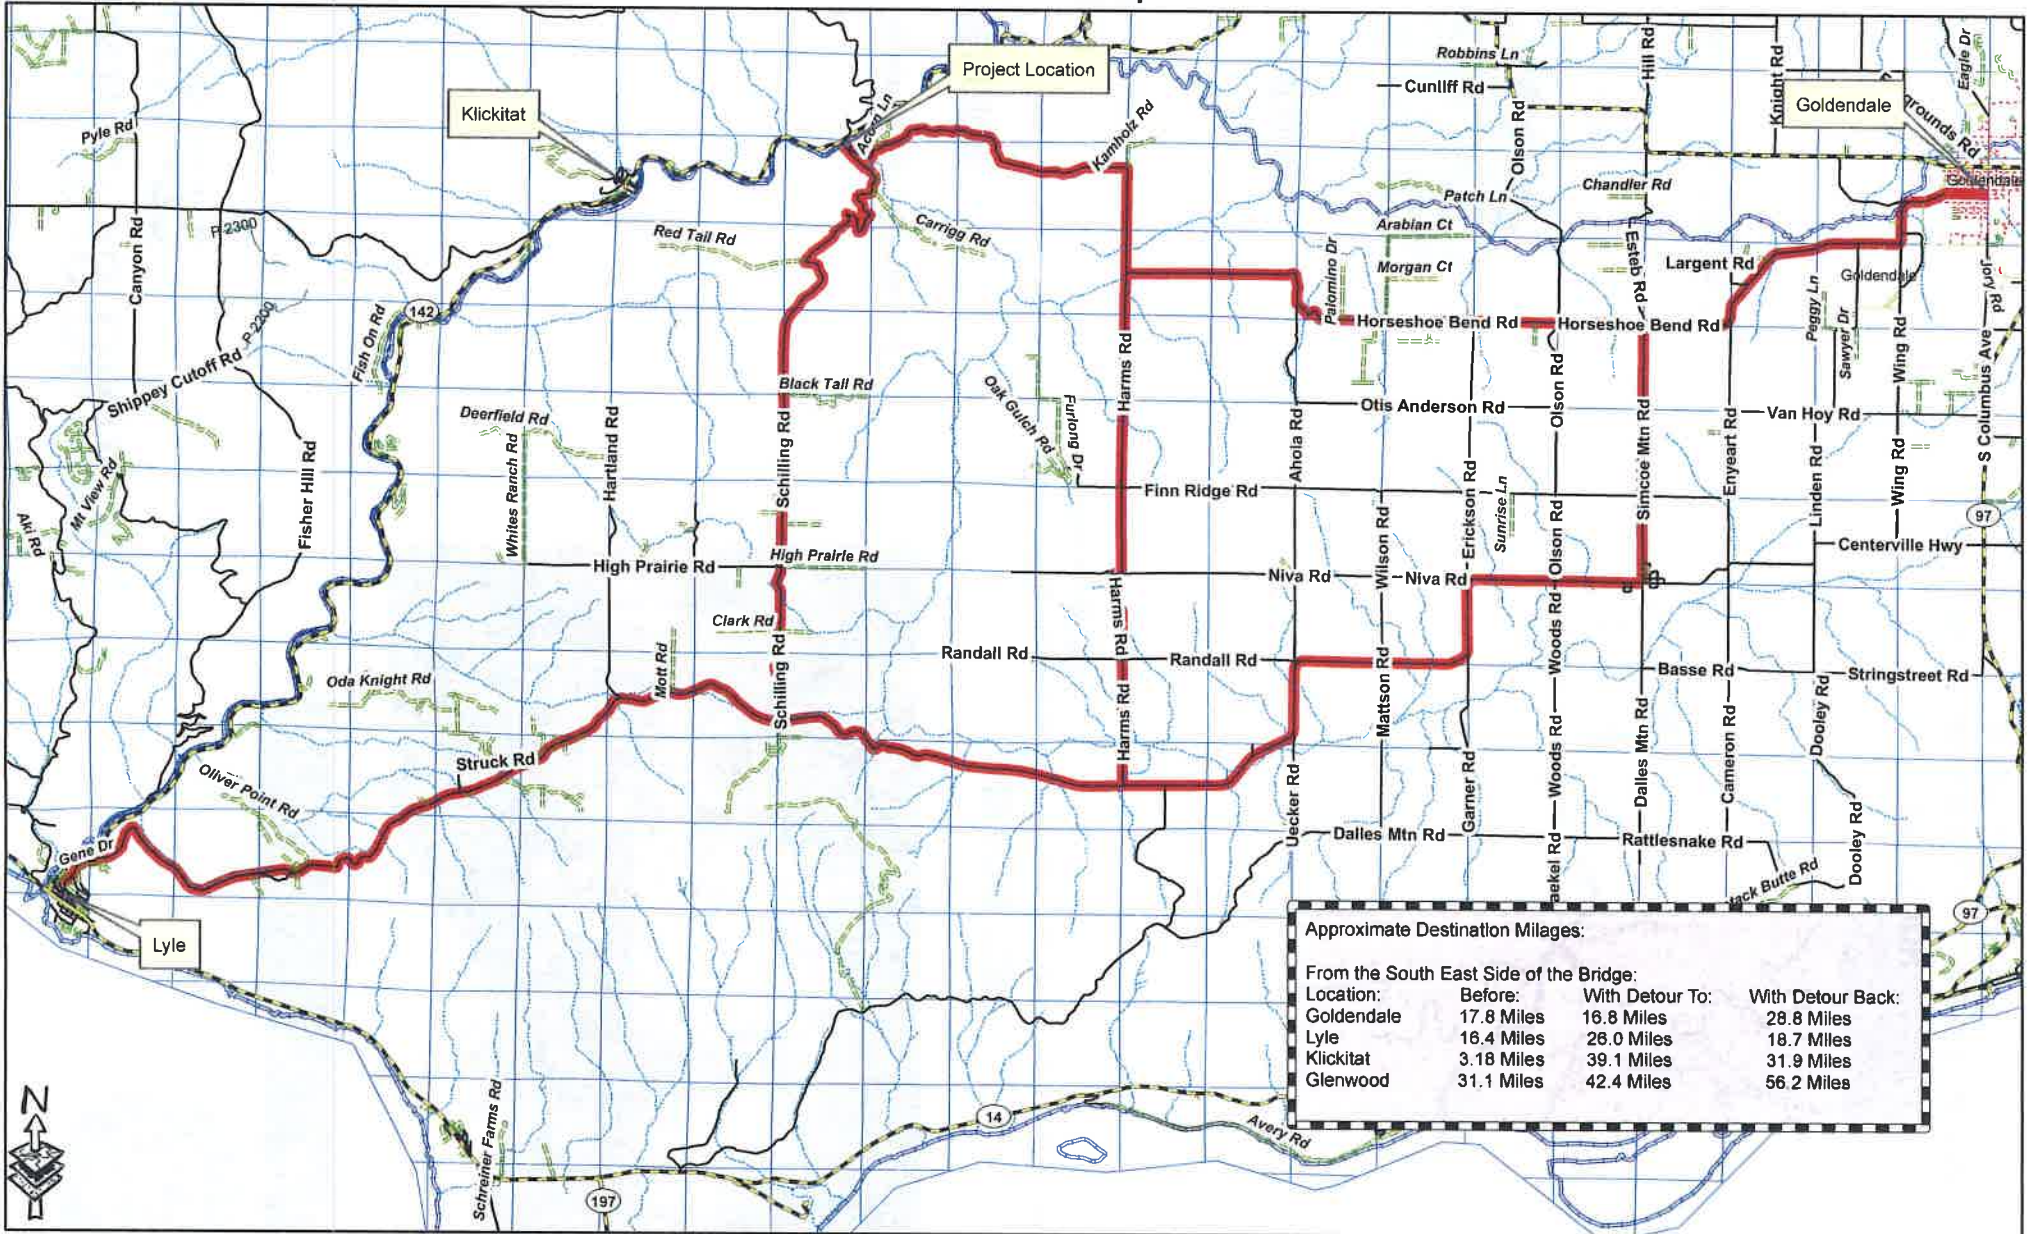 Project Location
Klickitat
Goldendale
Lyle
Pyle Rd
Canyon Rd
P-2300
P-2200
Shippey Cutoff Rd
Fish On Rd
142
Mt View Rd
Aki Rd
Fisher Hill Rd
Deerfield Rd
Whites Ranch Rd
Hartland Rd
High Prairie Rd
Red Tail Rd
Acorn Ln
Carrigg Rd
Black Tail Rd
Schilling Rd
High Prairie Rd
Clark Rd
Schilling Rd
Mott Rd
Oda Knight Rd
Struck Rd
Oliver Point Rd
Gene Dr
Kamholz Rd
Harms Rd
Oak Gulch Rd
Furlong Dr
Finn Ridge Rd
Harms Rd
Harms Rd
Randall Rd
Randall Rd
Niva Rd
Niva Rd
Ahola Rd
Uecker Rd
Robbins Ln
Cunliff Rd
Olson Rd
Hill Rd
Knight Rd
Eagle Dr
grounds Rd
Goldendale
Patch Ln
Chandler Rd
Arabian Ct
Morgan Ct
Palomino Dr
Esteb Rd
Largent Rd
Goldendale
Horseshoe Bend Rd
Horseshoe Bend Rd
Peggy Ln
Sawyer Dr
Wing Rd
Jory Rd
S Columbus Ave
Otis Anderson Rd
Olson Rd
Simcoe Mtn Rd
Enyeart Rd
Van Hoy Rd
Linden Rd
Wing Rd
97
Wilson Rd
Erickson Rd
Sunrise Ln
Olson Rd
Centerville Hwy
Woods Rd
Mattson Rd
Basse Rd
Stringstreet Rd
Dooley Rd
Garner Rd
Woods Rd
Dalles Mtn Rd
Cameron Rd
Dalles Mtn Rd
Rattlesnake Rd
Dooley Rd
aekel Rd
tack Butte Rd
97
Approximate Destination Milages:
From the South East Side of the Bridge:
Location: Before: With Detour To: With Detour Back:
Goldendale 17.8 Miles 16.8 Miles 28.8 Miles
Lyle 16.4 Miles 26.0 Miles 18.7 Miles
Klickitat 3.18 Miles 39.1 Miles 31.9 Miles
Glenwood 31.1 Miles 42.4 Miles 56.2 Miles
N
Schreiner Farms Rd
197
14
Avery Rd